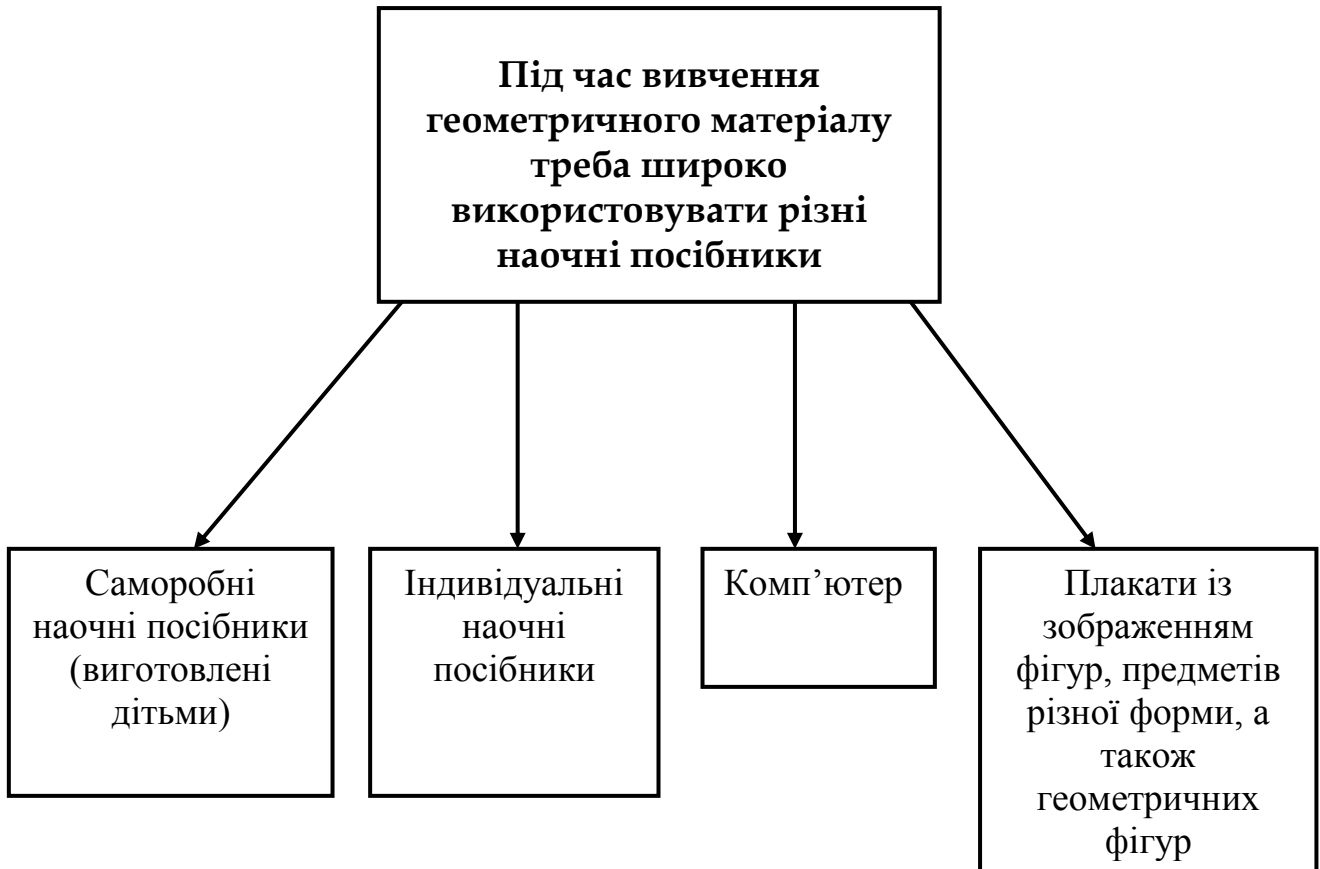 Під час вивчення
геометричного матеріалу
треба широко
використовувати різні
наочні посібники
Саморобні
наочні посібники
(виготовлені
дітьми)
Індивідуальні
наочні
посібники
Комп’ютер
Плакати із
зображенням
фігур, предметів
різної форми, а
також
геометричних
фігур